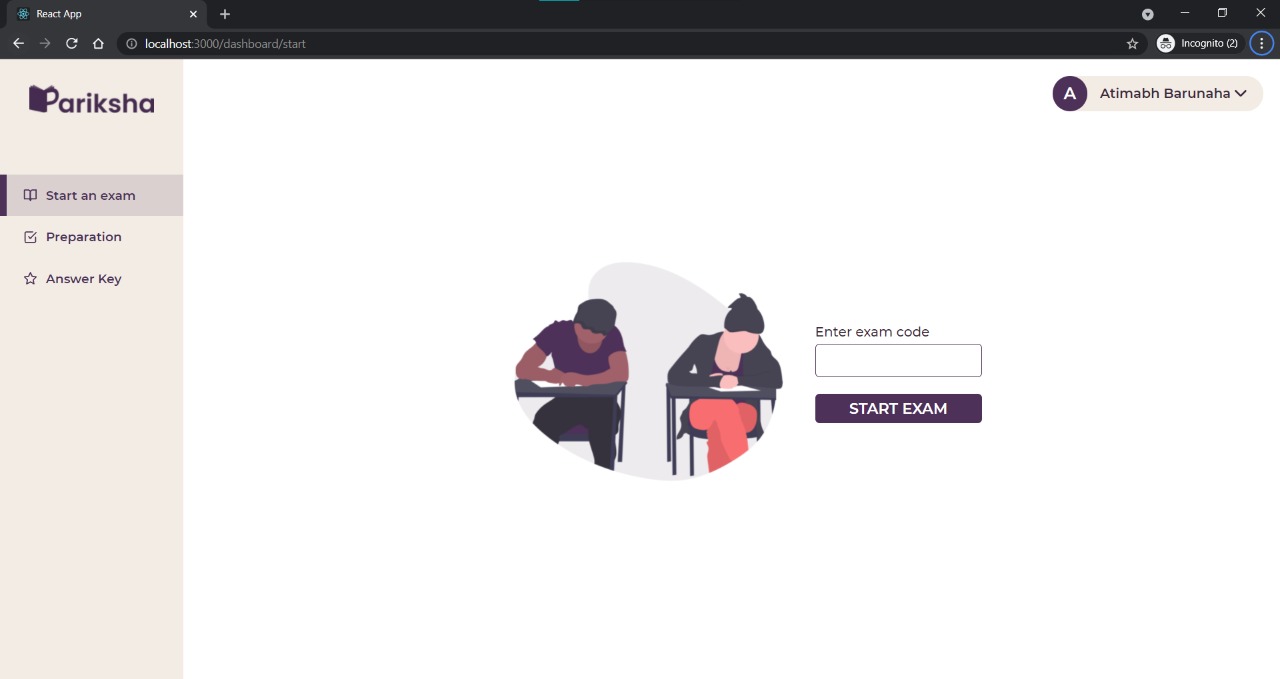 React App
localhost:3000/dashboard/start
Incognito (2)
Pariksha
A
Atimabh Barunaha
Start an exam
Preparation
Answer Key
Enter exam code
START EXAM